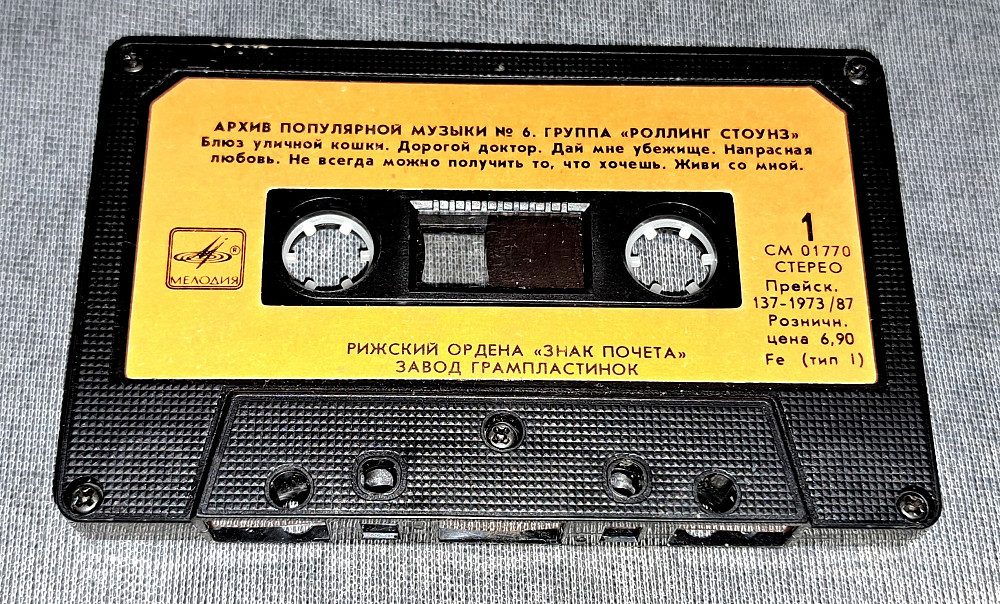 АРХИВ ПОПУЛЯРНОЙ МУЗЫКИ № 6. ГРУППА «РОЛЛИНГ СТОУНЗ»
Блюз уличной кошки. Дорогой доктор. Дай мне убежище. Напрасная
любовь. Не всегда можно получить то, что хочешь. Живи со мной.
МЕЛОДИЯ ®
1
СМ 01770
СТЕРЕО
Прейск.
137–1973/87
Розничн.
цена 6,90
Fe (тип I)
РИЖСКИЙ ОРДЕНА «ЗНАК ПОЧЕТА»
ЗАВОД ГРАМПЛАСТИНОК